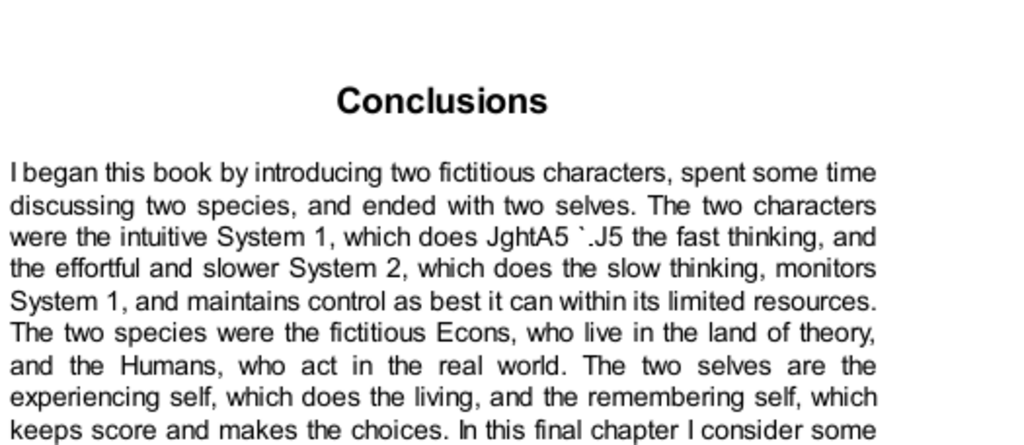 Conclusions
I began this book by introducing two fictitious characters, spent some time
discussing two species, and ended with two selves. The two characters
were the intuitive System 1, which does JghtA5 `.J5 the fast thinking, and
the effortful and slower System 2, which does the slow thinking, monitors
System 1, and maintains control as best it can within its limited resources.
The two species were the fictitious Econs, who live in the land of theory,
and the Humans, who act in the real world. The two selves are the
experiencing self, which does the living, and the remembering self, which
keeps score and makes the choices. In this final chapter I consider some